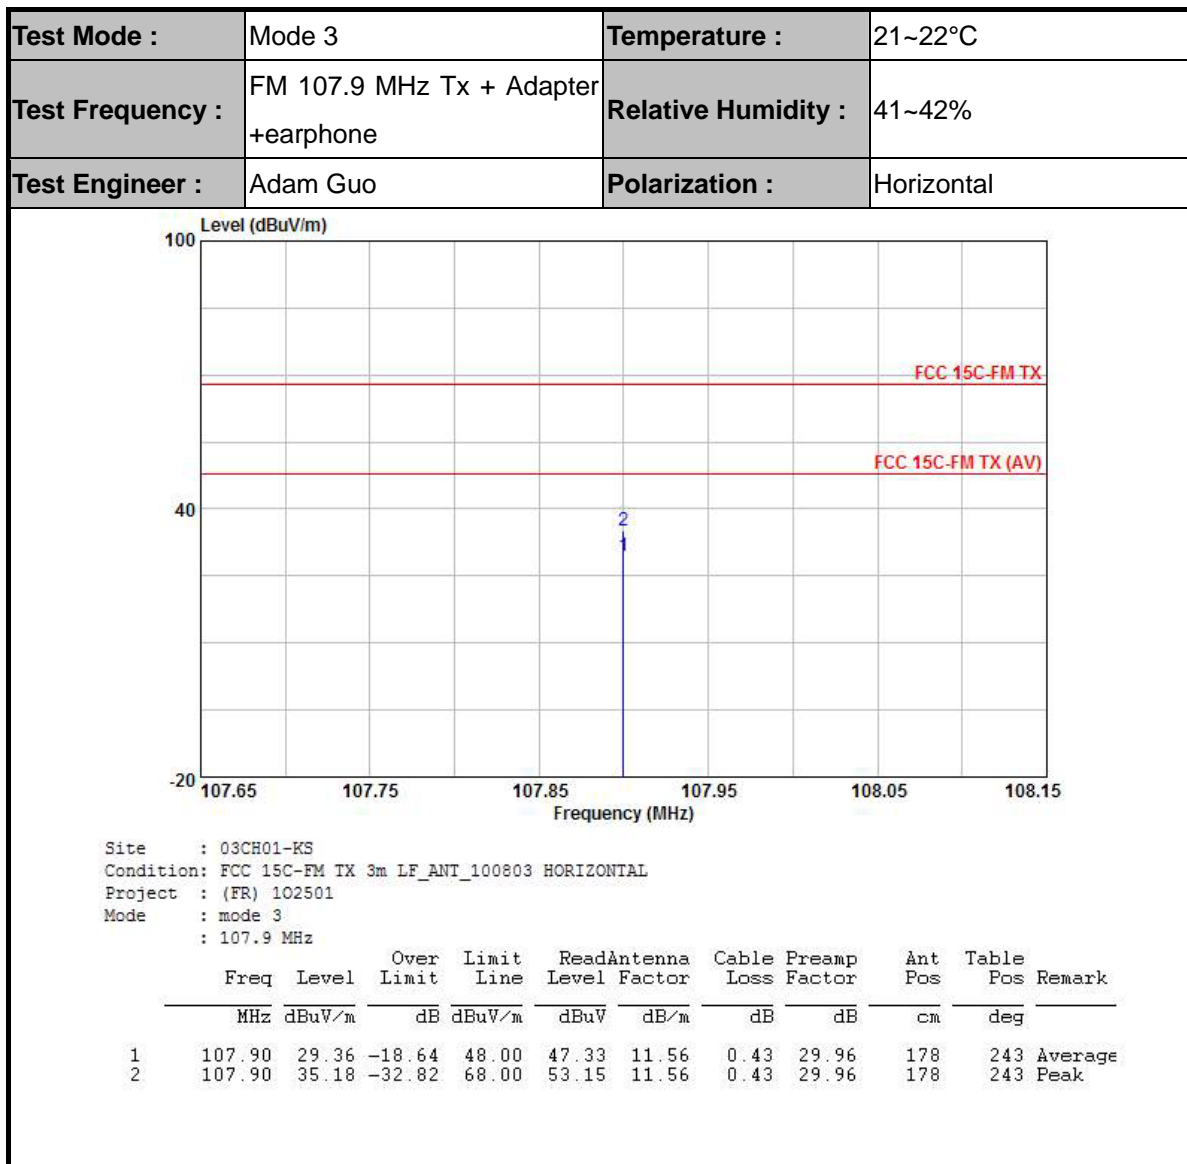 Test Mode : Mode 3 Temperature : 21~22°C
Test Frequency : FM 107.9 MHz Tx + Adapter +earphone Relative Humidity : 41~42%
Test Engineer : Adam Guo Polarization : Horizontal
Level (dBuV/m)
100
FCC 15C-FM TX
FCC 15C-FM TX (AV)
40
2
1
-20
107.65 107.75 107.85 107.95 108.05 108.15
Frequency (MHz)
Site : 03CH01-KS
Condition: FCC 15C-FM TX 3m LF_ANT_100803 HORIZONTAL
Project : (FR) 1O2501
Mode : mode 3
: 107.9 MHz
Over Limit ReadAntenna Cable Preamp Ant Table
Freq Level Limit Line Level Factor Loss Factor Pos Pos Remark
MHz dBuV/m dB dBuV/m dBuV dB/m dB dB cm deg
1 107.90 29.36 -18.64 48.00 47.33 11.56 0.43 29.96 178 243 Average
2 107.90 35.18 -32.82 68.00 53.15 11.56 0.43 29.96 178 243 Peak